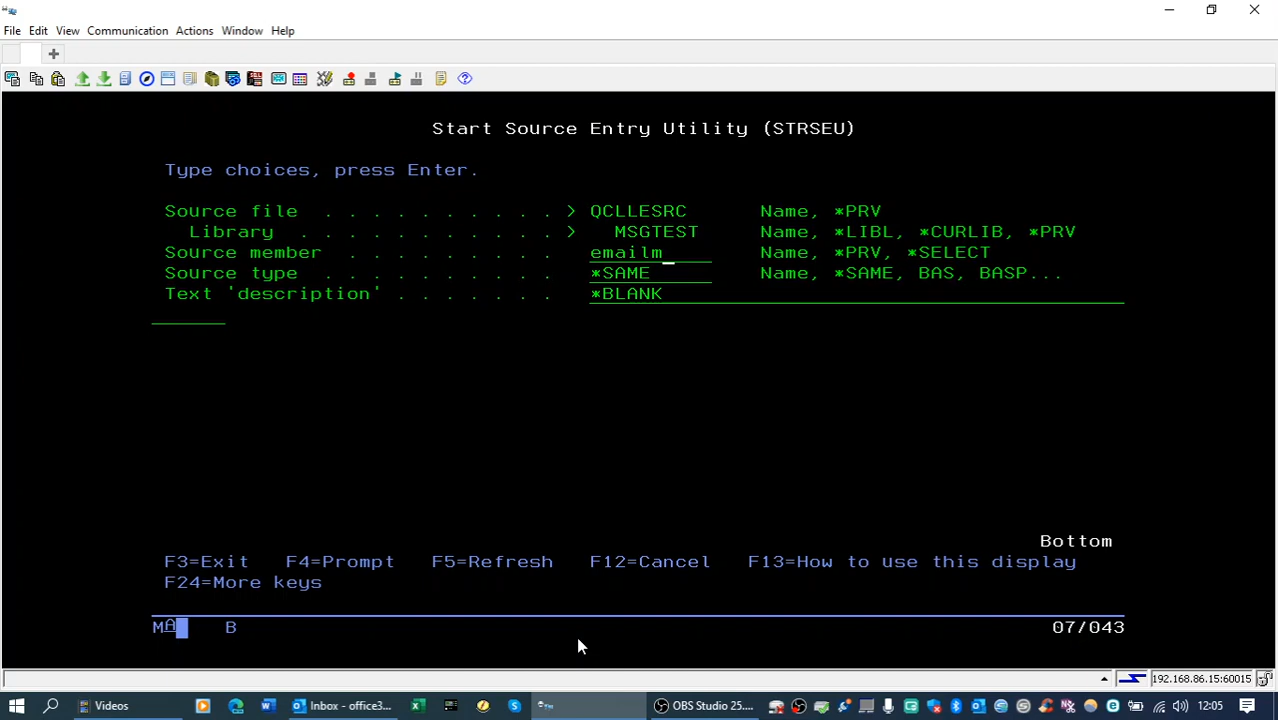 File Edit View Communication Actions Window Help
Start Source Entry Utility (STRSEU)
Type choices, press Enter.
Source file . . . . . . . . . . > QCLLESRC Name, *PRV
Library . . . . . . . . . . . > MSGTEST Name, *LIBL, *CURLIB, *PRV
Source member . . . . . . . . . emailm_ Name, *PRV, *SELECT
Source type . . . . . . . . . . *SAME Name, *SAME, BAS, BASP...
Text 'description' . . . . . . . *BLANK
Bottom
F3=Exit F4=Prompt F5=Refresh F12=Cancel F13=How to use this display
F24=More keys
MA B 07/043
192.168.86.15:60015
Videos Inbox - office3... OBS Studio 25.... 12:05